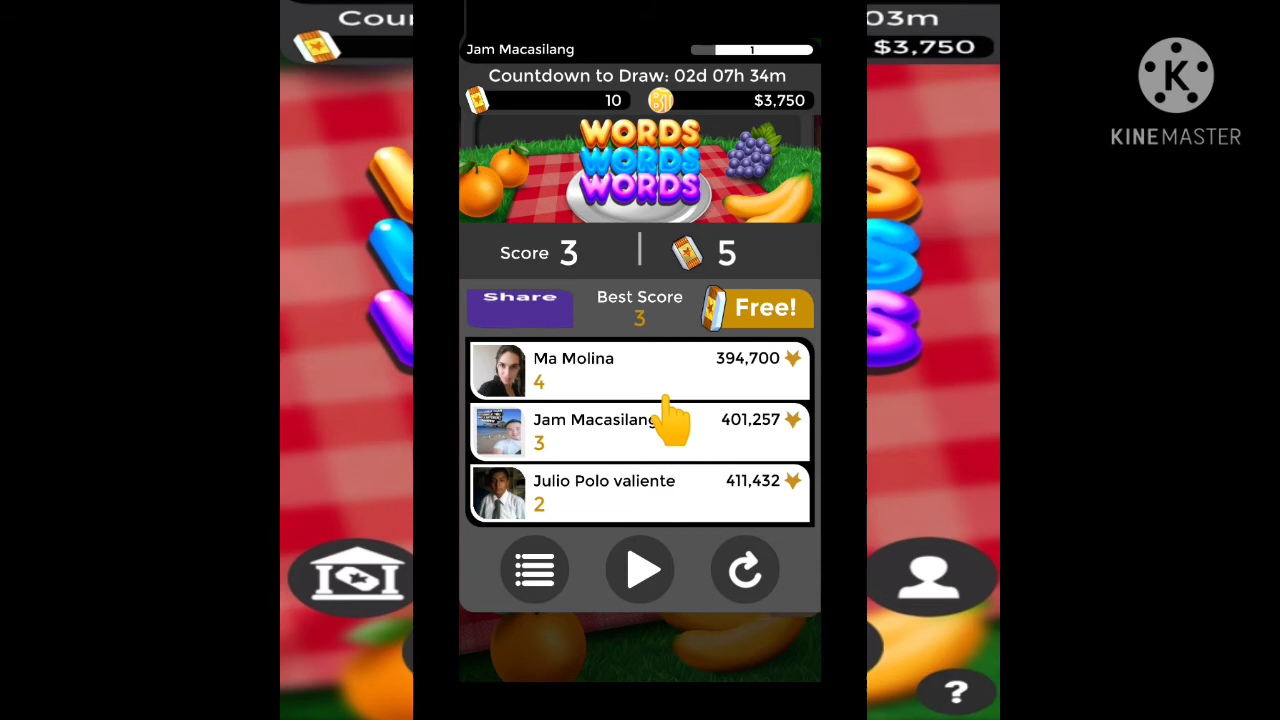 Cour
03m
$3,750
K
KINEMASTER
Jam Macasilang
1
Countdown to Draw: 02d 07h 34m
10
$3,750
WORDS
WORDS
WORDS
Score 3
5
Share
Best Score
3
Free!
Ma Molina
394,700
4
Jam Macasilang
401,257
3
Julio Polo valiente
411,432
2
?